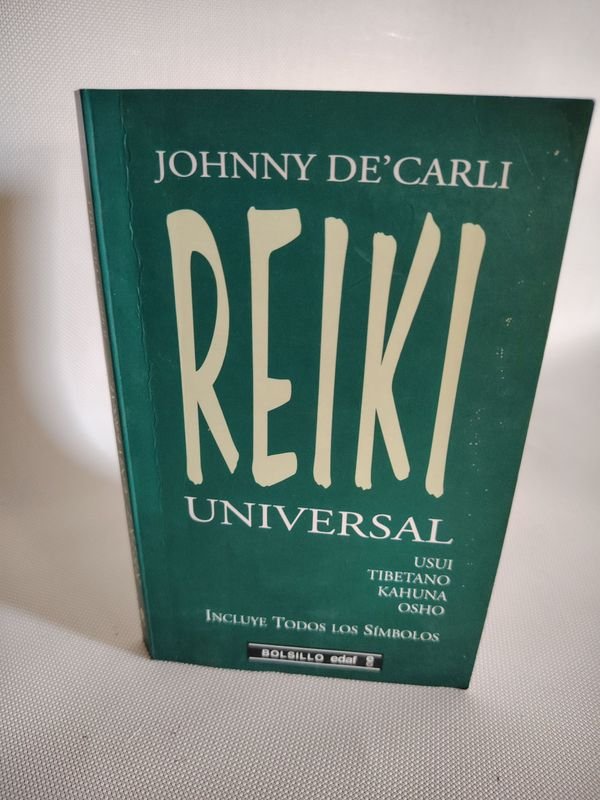 JOHNNY DE'CARLI
REIKI
UNIVERSAL
USUI
TIBETANO
KAHUNA
OSHO
INCLUYE TODOS LOS SÍMBOLOS
BOLSILLO edaf